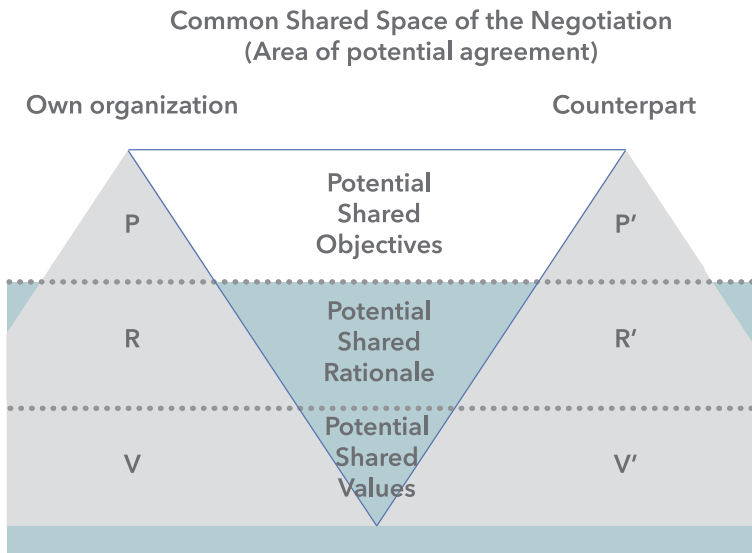 Common Shared Space of the Negotiation
(Area of potential agreement)
Own organization
Counterpart
Potential
Shared
Objectives
P
P′
Potential
Shared
Rationale
R
R′
Potential
Shared
Values
V
V′